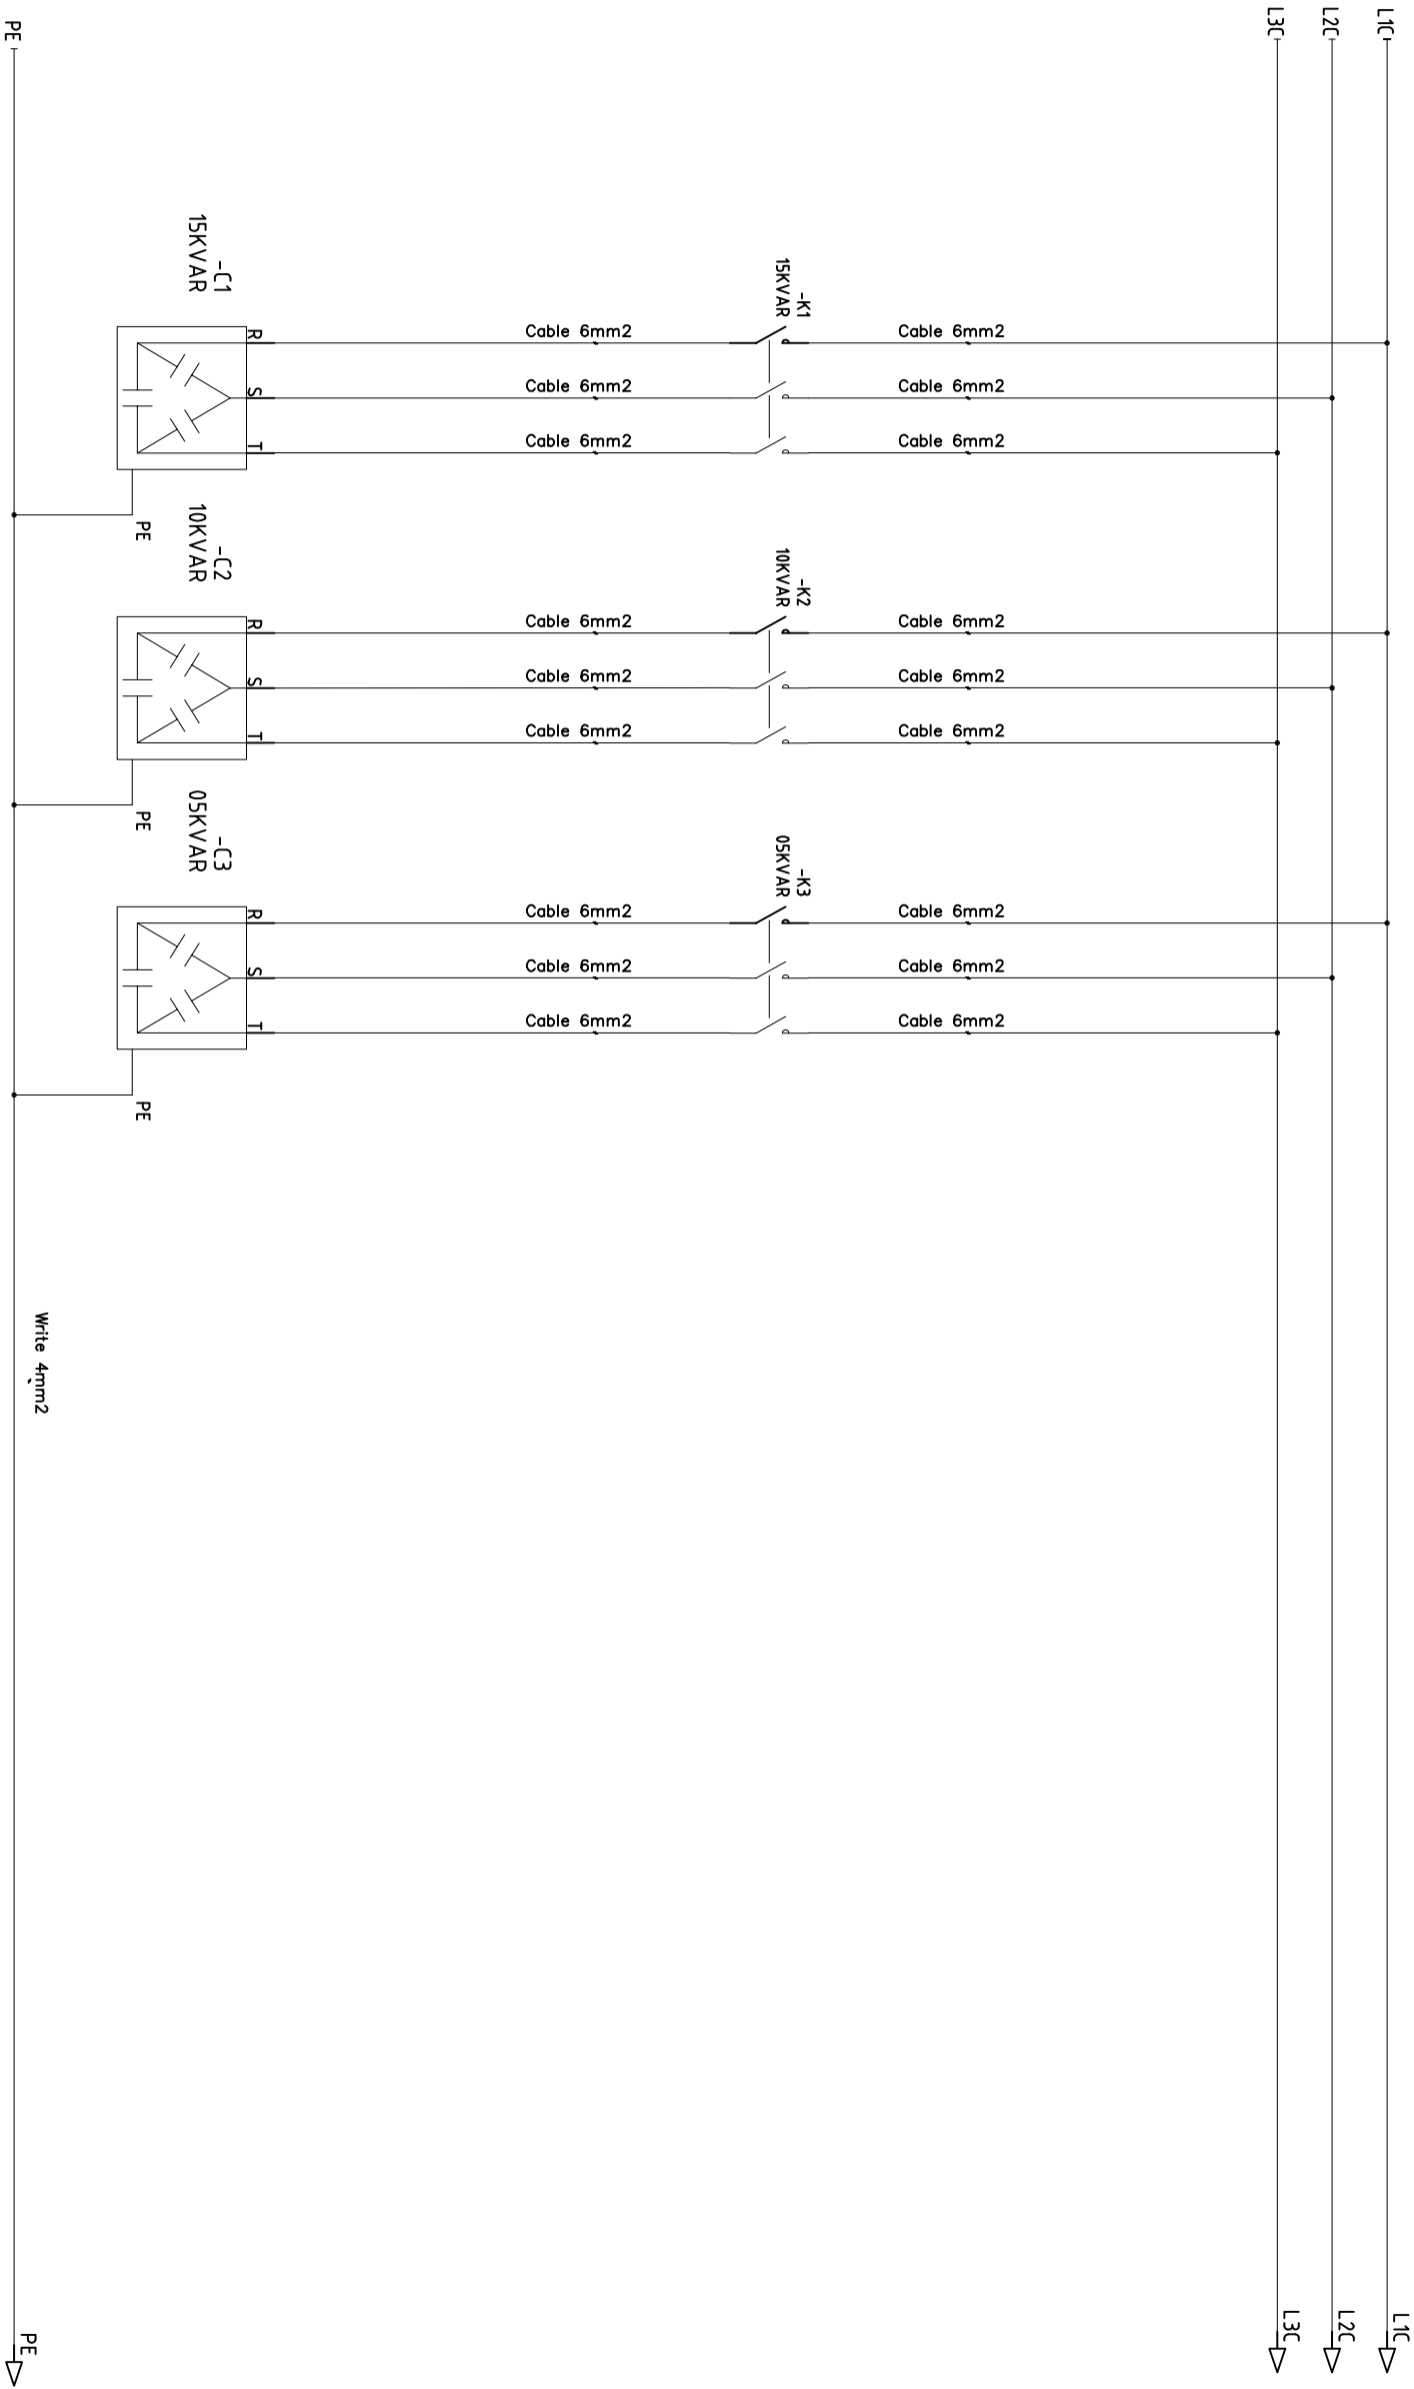 L1C
L2C
L3C
L1C
L2C
L3C
Cable 6mm2
Cable 6mm2
Cable 6mm2
Cable 6mm2
Cable 6mm2
Cable 6mm2
Cable 6mm2
Cable 6mm2
Cable 6mm2
-K1
15KVAR
-K2
10KVAR
-K3
05KVAR
Cable 6mm2
Cable 6mm2
Cable 6mm2
Cable 6mm2
Cable 6mm2
Cable 6mm2
Cable 6mm2
Cable 6mm2
Cable 6mm2
R
S
T
R
S
T
R
S
T
-C1
15KVAR
-C2
10KVAR
-C3
05KVAR
PE
PE
PE
Write 4mm2
PE
PE